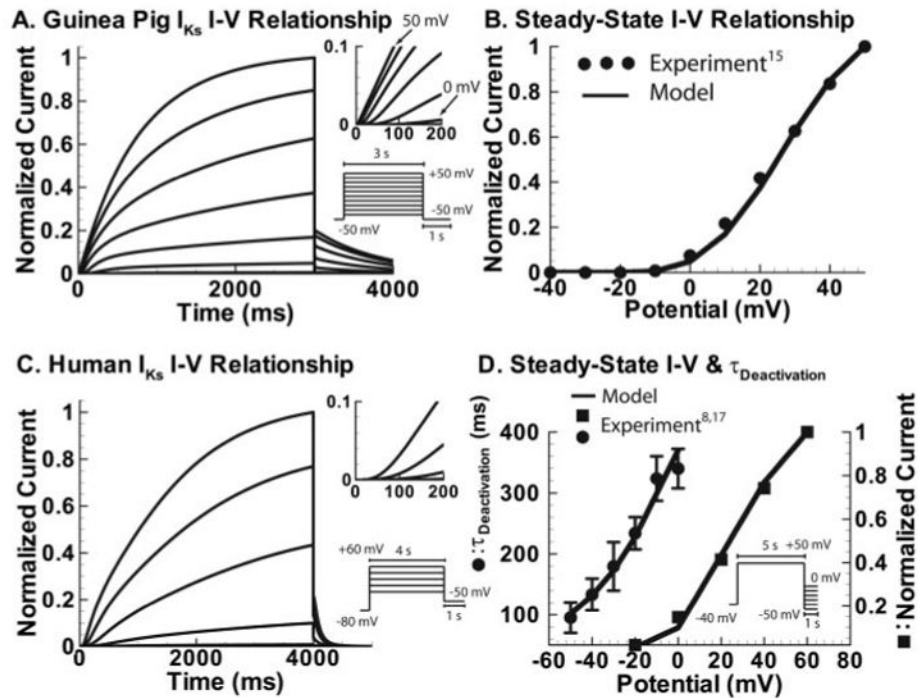 A. Guinea Pig IKs I-V Relationship
Normalized Current
1
0.8
0.6
0.4
0.2
0
0 2000 4000
Time (ms)
50 mV
0.1
0 mV
0
0 100 200
3 s
+50 mV
-50 mV
-50 mV
1 s
B. Steady-State I-V Relationship
Normalized Current
1
0.8
0.6
0.4
0.2
0
Experiment15
Model
-40 -20 0 20 40
Potential (mV)
C. Human IKs I-V Relationship
Normalized Current
1
0.8
0.6
0.4
0.2
0
0 2000 4000
Time (ms)
0.1
0
0 100 200
+60 mV 4 s
-50 mV
-80 mV
1 s
D. Steady-State I-V & τDeactivation
Model
Experiment8,17
●:τDeactivation (ms)
400
300
200
100
-60 -40 -20 0 20 40 60 80
Potential (mV)
1
0.8
0.6
0.4
0.2
■: Normalized Current
5 s +50 mV
0 mV
-40 mV
-50 mV
1 s